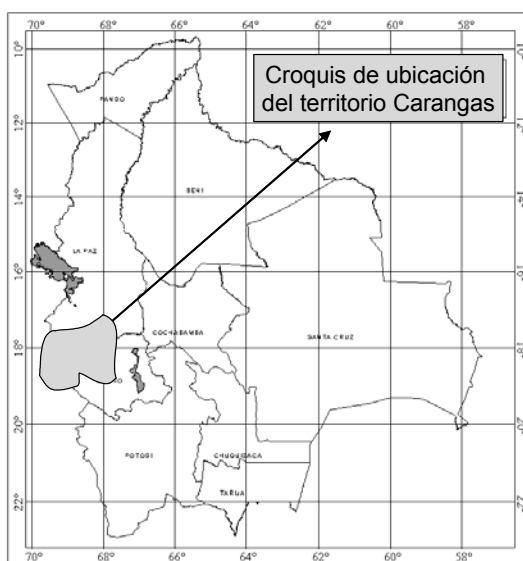 10°
Croquis de ubicación
del territorio Carangas
PANDO
12°
14°
BENI
LA PAZ
16°
COCHABAMBA
SANTA CRUZ
18°
20°
POTOSI
CHUQUISACA
TARIJA
22°
70° 68° 66° 64° 62° 60° 58°